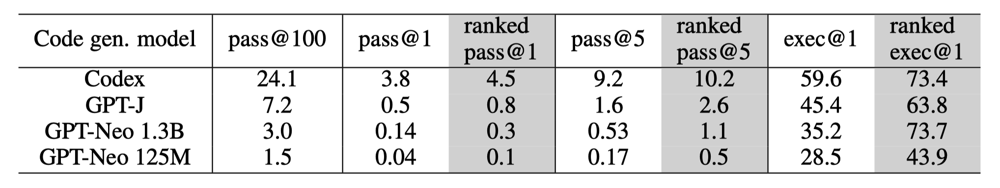 Code gen. model pass@100 pass@1 ranked pass@1 pass@5 ranked pass@5 exec@1 ranked exec@1
Codex 24.1 3.8 4.5 9.2 10.2 59.6 73.4
GPT-J 7.2 0.5 0.8 1.6 2.6 45.4 63.8
GPT-Neo 1.3B 3.0 0.14 0.3 0.53 1.1 35.2 73.7
GPT-Neo 125M 1.5 0.04 0.1 0.17 0.5 28.5 43.9